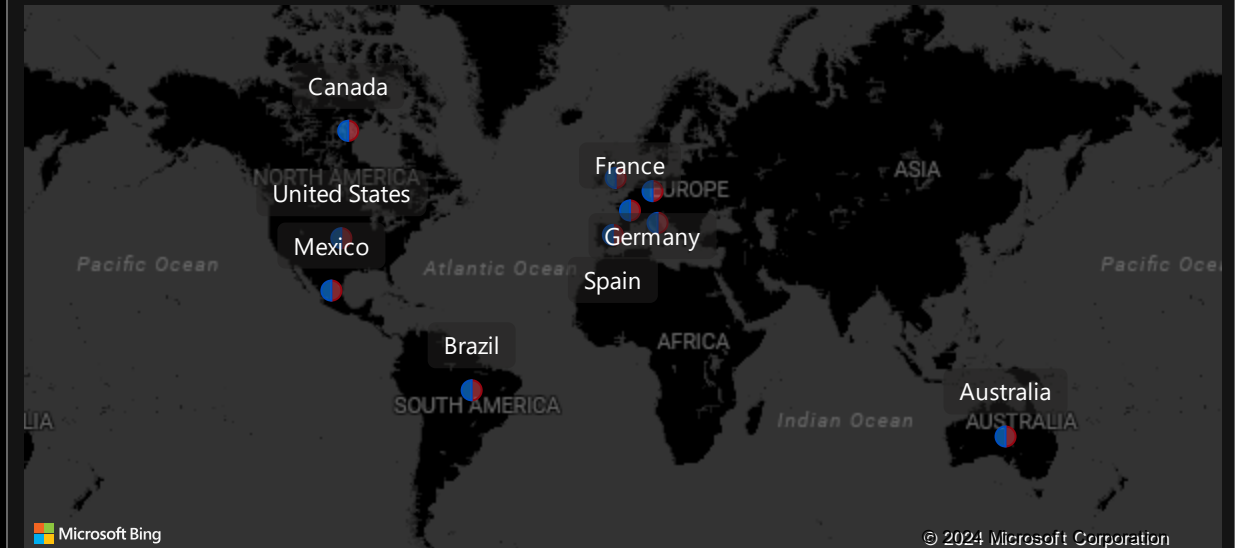 Canada
France
ASIA
NORTH AMERICA
EUROPE
United States
Germany
Mexico
Pacific Ocean
Atlantic Ocean
Pacific Ocea
Spain
AFRICA
Brazil
Australia
SOUTH AMERICA
LIA
Indian Ocean
AUSTRALIA
Microsoft Bing
© 2024 Microsoft Corporation